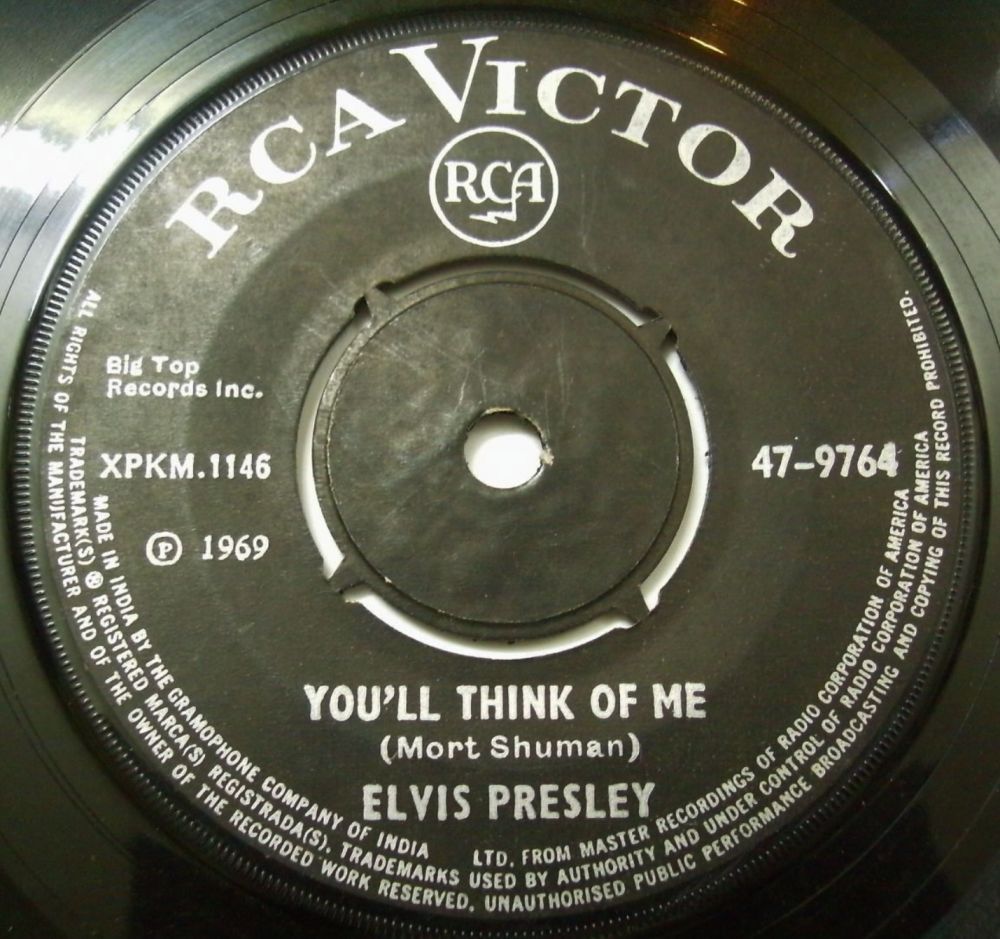 RCA VICTOR
RCA
Big Top
Records Inc.
XPKM.1146
47-9764
℗ 1969
YOU'LL THINK OF ME
(Mort Shuman)
ELVIS PRESLEY
MADE IN INDIA BY THE GRAMOPHONE COMPANY OF INDIA LTD. FROM MASTER RECORDINGS OF RADIO CORPORATION OF AMERICA
TRADEMARK(S) ® REGISTERED MARCA(S) REGISTRADA(S). TRADEMARKS USED BY AUTHORITY AND UNDER CONTROL OF RADIO CORPORATION OF AMERICA
ALL RIGHTS OF THE MANUFACTURER AND OF THE OWNER OF THE RECORDED WORK RESERVED. UNAUTHORISED PUBLIC PERFORMANCE BROADCASTING AND COPYING OF THIS RECORD PROHIBITED.